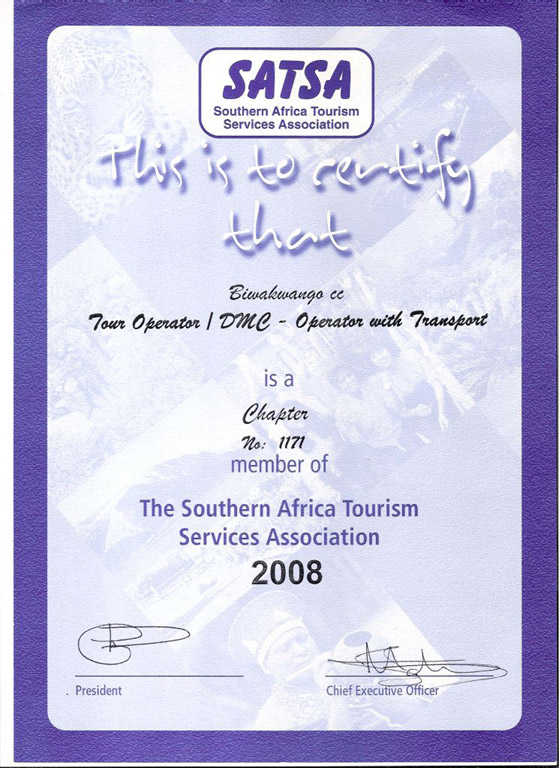 SATSA
Southern Africa Tourism
Services Association
This is to certify
that
Biwakwango cc
Tour Operator / DMC - Operator with Transport
is a
Chapter
No: 1171
member of
The Southern Africa Tourism
Services Association
2008
President
Chief Executive Officer